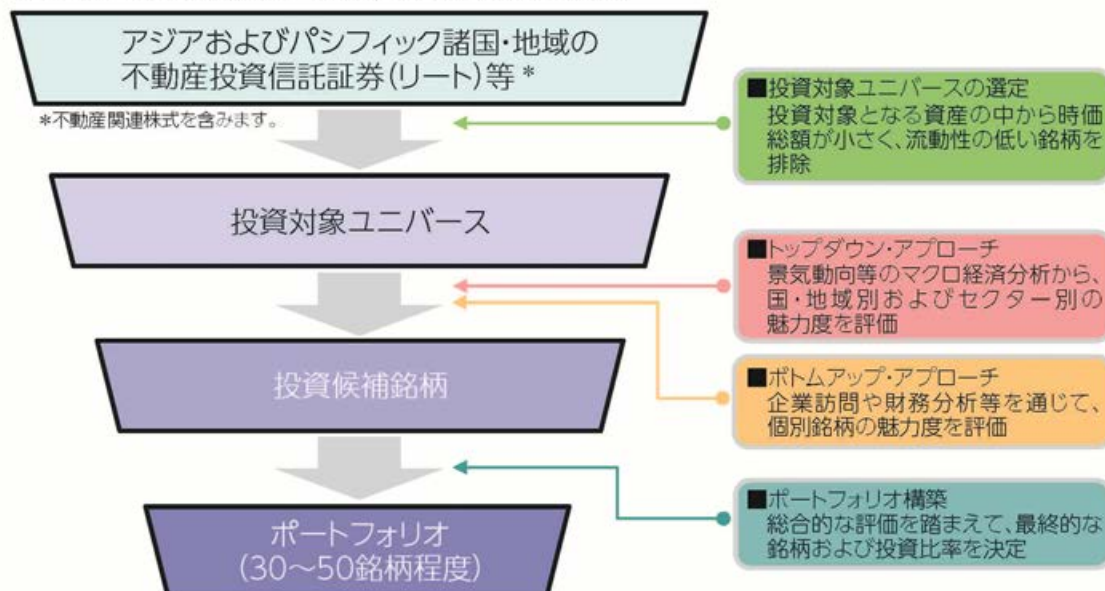 アジアおよびパシフィック諸国・地域の
不動産投資信託証券(リート)等*
*不動産関連株式を含みます。
■投資対象ユニバースの選定
投資対象となる資産の中から時価
総額が小さく、流動性の低い銘柄を
排除
投資対象ユニバース
■トップダウン・アプローチ
景気動向等のマクロ経済分析から、
国・地域別およびセクター別の
魅力度を評価
投資候補銘柄
■ボトムアップ・アプローチ
企業訪問や財務分析等を通じて、
個別銘柄の魅力度を評価
■ポートフォリオ構築
総合的な評価を踏まえて、最終的な
銘柄および投資比率を決定
ポートフォリオ
(30〜50銘柄程度)